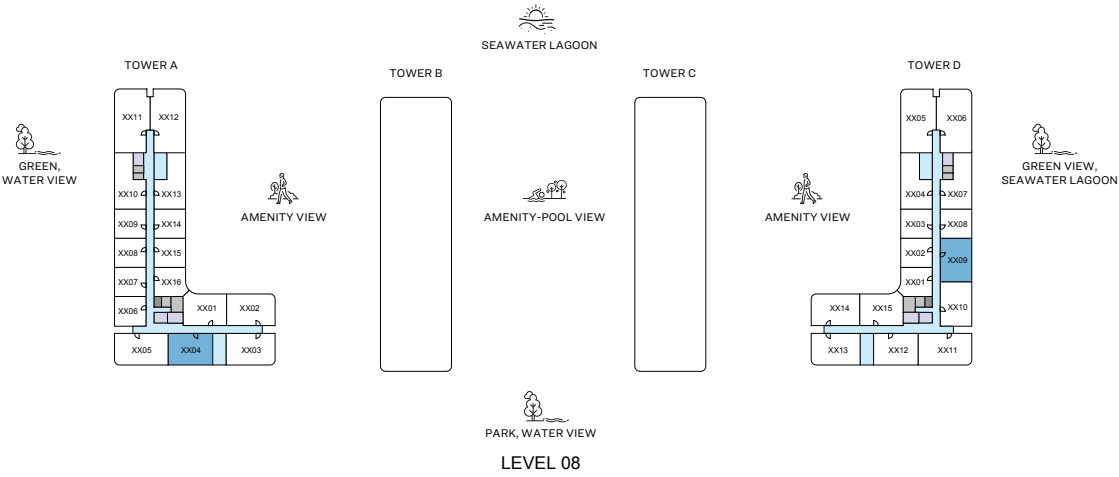 SEAWATER LAGOON
TOWER A
TOWER B
TOWER C
TOWER D
XX11 XX12
XX05 XX06
GREEN,
WATER VIEW
GREEN VIEW,
SEAWATER LAGOON
XX10 XX13
XX04 XX07
AMENITY VIEW
AMENITY-POOL VIEW
AMENITY VIEW
XX09 XX14
XX03 XX08
XX08 XX15
XX02 XX09
XX07 XX16
XX01
XX06 XX01 XX02
XX14 XX15 XX10
XX05 XX04 XX03
XX13 XX12 XX11
PARK, WATER VIEW
LEVEL 08